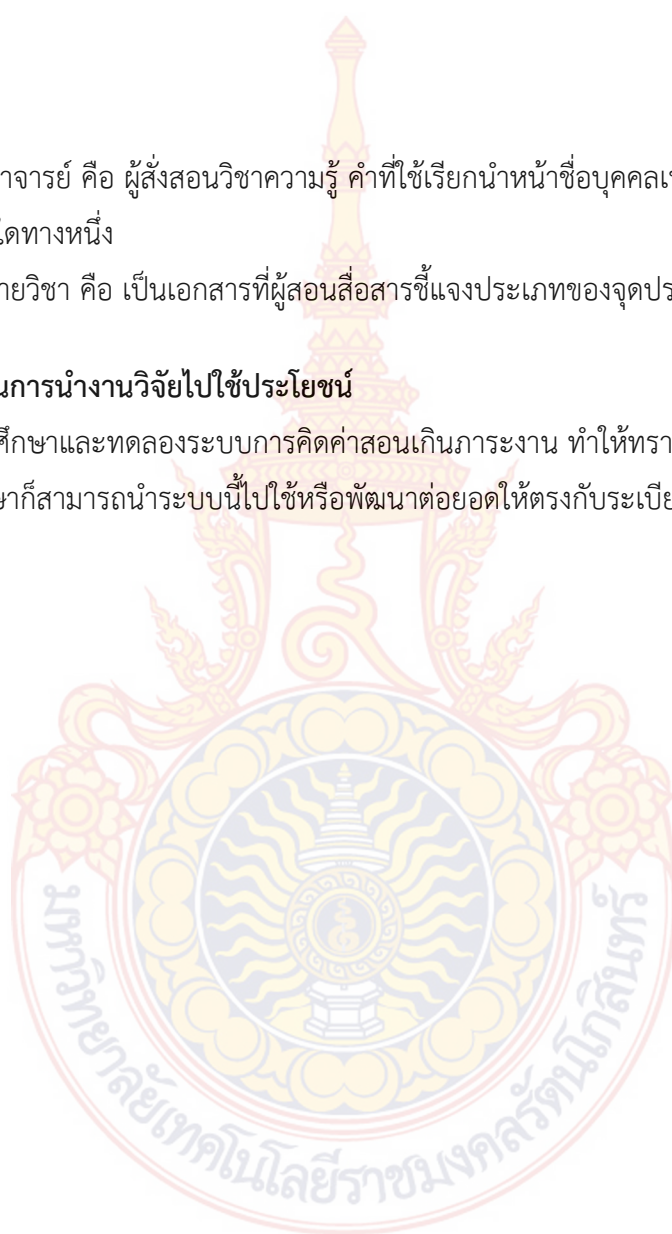 าจารย์ คือ ผู้สั่งสอนวิชาความรู้ คำที่ใช้เรียกนำหน้าชื่อบุคคล
ใดทางหนึ่ง
ายวิชา คือ เป็นเอกสารที่ผู้สอนสื่อสารชี้แจงประเภทของจุดประ
นการนำงานวิจัยไปใช้ประโยชน์
ศึกษาและทดลองระบบการคิดค่าสอนเกินภาระงาน ทำให้ทรา
ษาก็สามารถนำระบบนี้ไปใช้หรือพัฒนาต่อยอดให้ตรงกับระเบีย
มหาวิทยาลัยเทคโนโลยีราชมงคลรัตนโกสินทร์